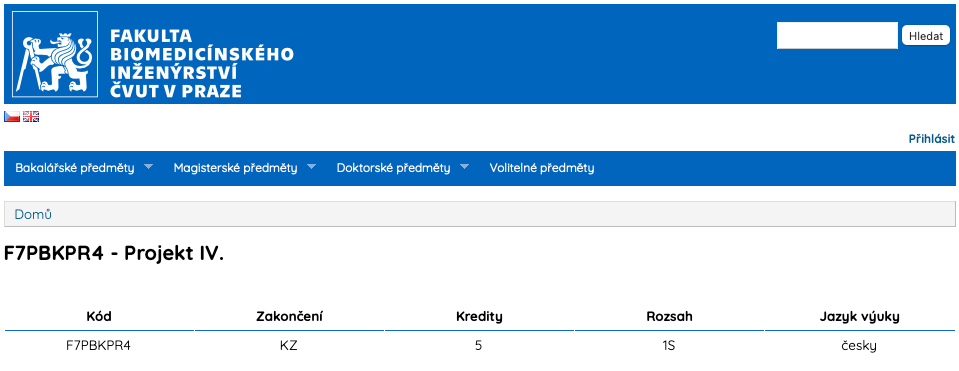 FAKULTA
BIOMEDICÍNSKÉHO
INŽENÝRSTVÍ
ČVUT V PRAZE
Hledat
Přihlásit
Bakalářské předměty Magisterské předměty Doktorské předměty Volitelné předměty
Domů
F7PBKPR4 - Projekt IV.
Kód Zakončení Kredity Rozsah Jazyk výuky
F7PBKPR4 KZ 5 1S česky